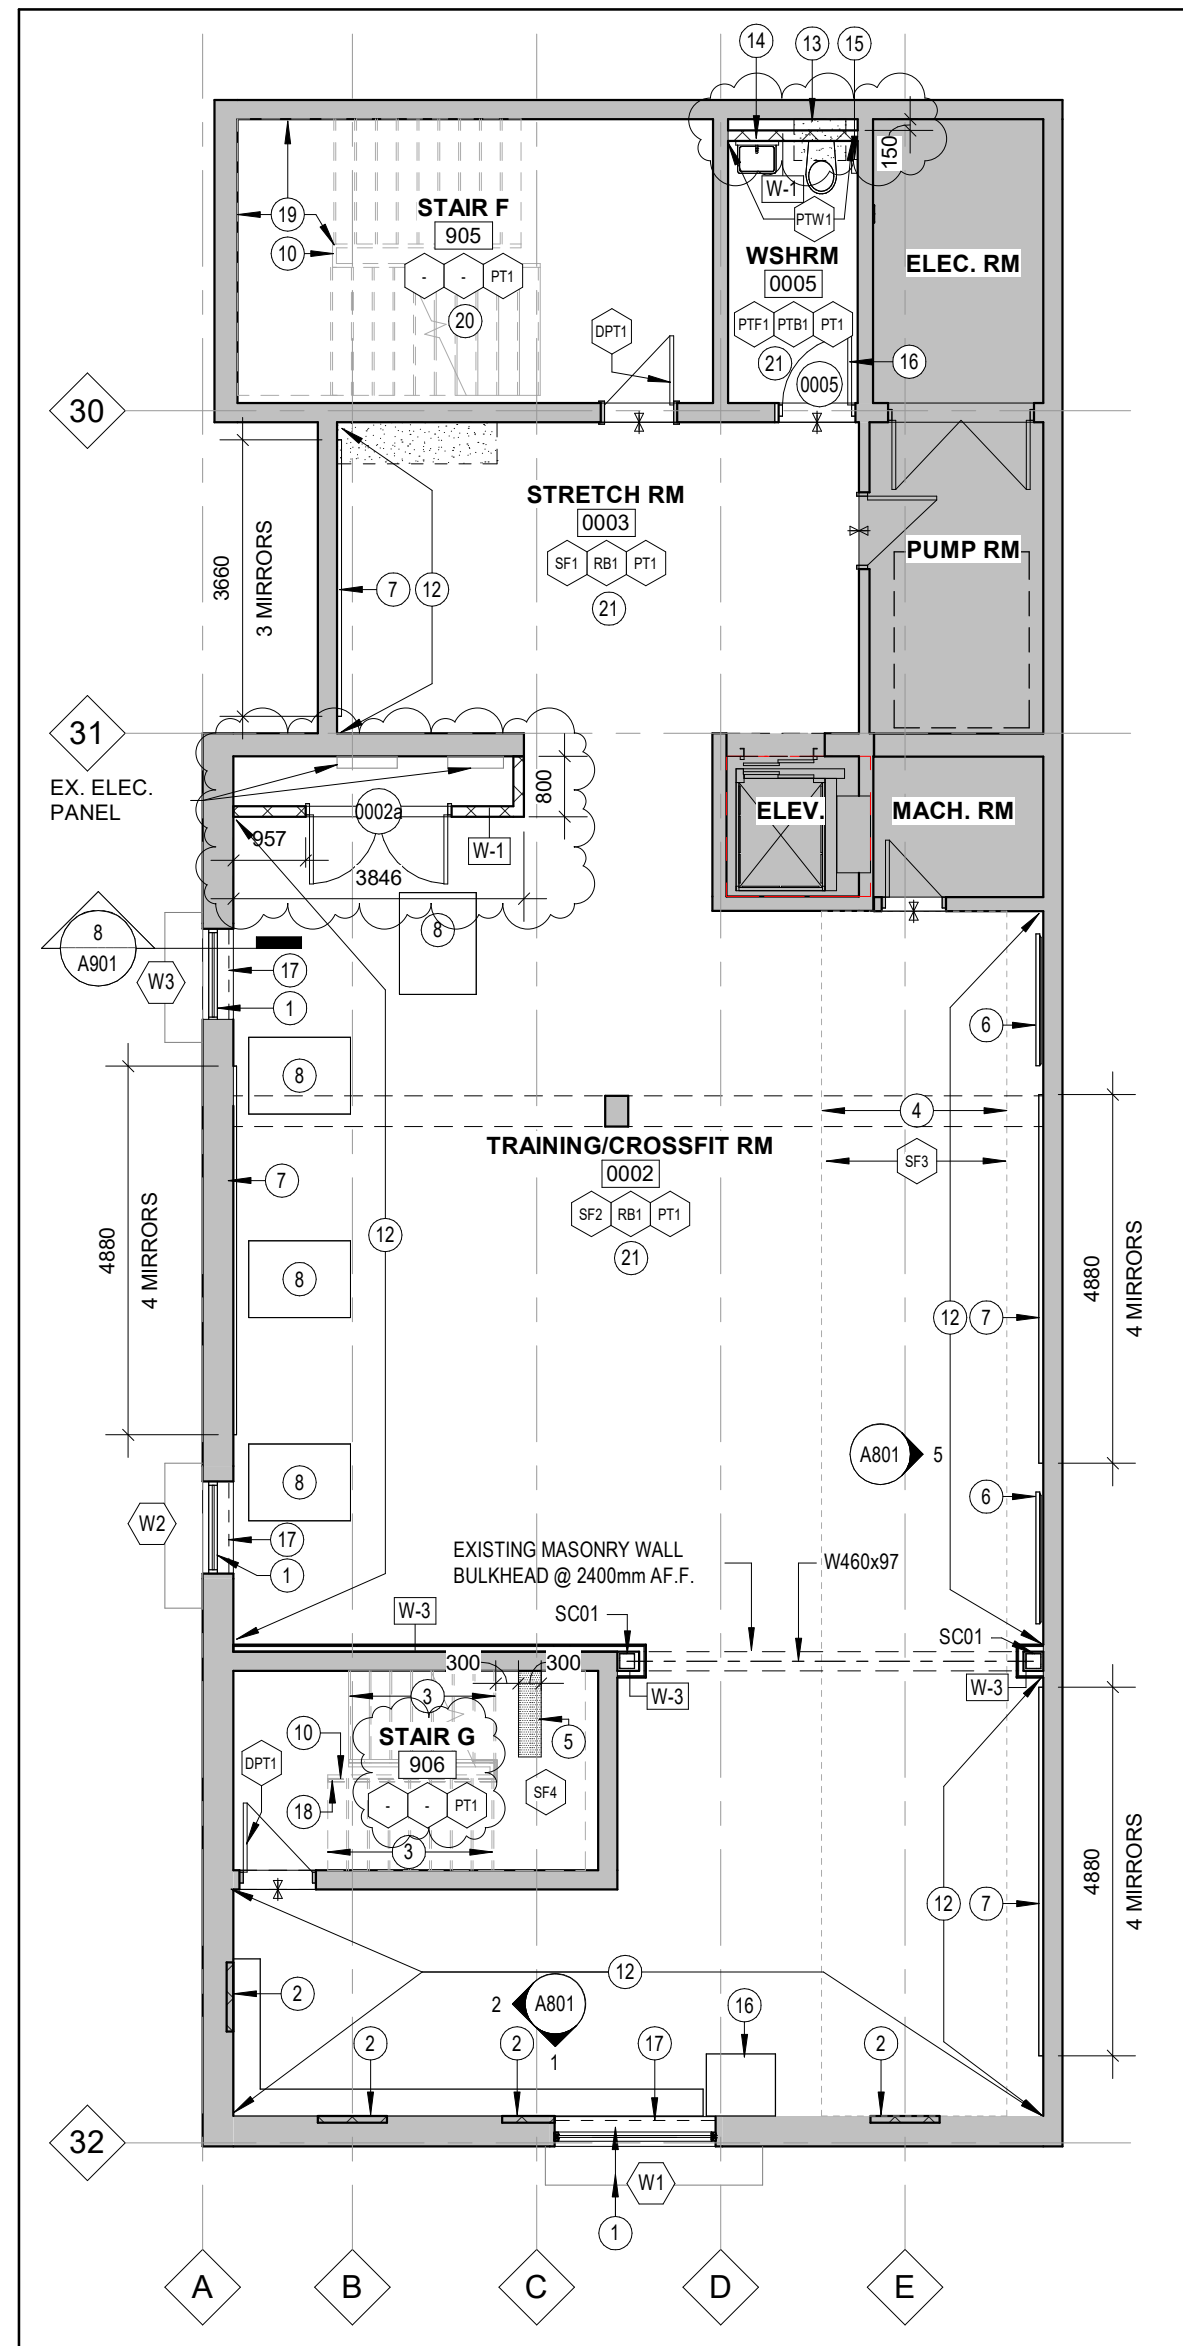 14
13
15
150
W-1
19
STAIR F
905
10
-
-
PT1
20
PTW1
WSHRM
0005
PTF1
PTB1
PT1
21
0005
16
ELEC. RM
DPT1
30
STRETCH RM
0003
SF1
RB1
PT1
21
7
12
3660
3 MIRRORS
PUMP RM
31
EX. ELEC.
PANEL
0002a
800
957
W-1
3846
ELEV.
MACH. RM
8
8
A901
W3
17
1
6
8
4
TRAINING/CROSSFIT RM
0002
SF3
SF2
RB1
PT1
21
7
4880
4 MIRRORS
12
8
4880
4 MIRRORS
12
7
A801
5
8
6
W2
17
1
EXISTING MASONRY WALL
BULKHEAD @ 2400mm AF.F.
W460x97
W-3
SC01
SC01
300
300
W-3
W-3
3
10
STAIR G
906
5
DPT1
-
-
PT1
SF4
18
3
4880
4 MIRRORS
12
7
12
2
2
A801
1
16
2
2
17
2
32
W1
1
A
B
C
D
E